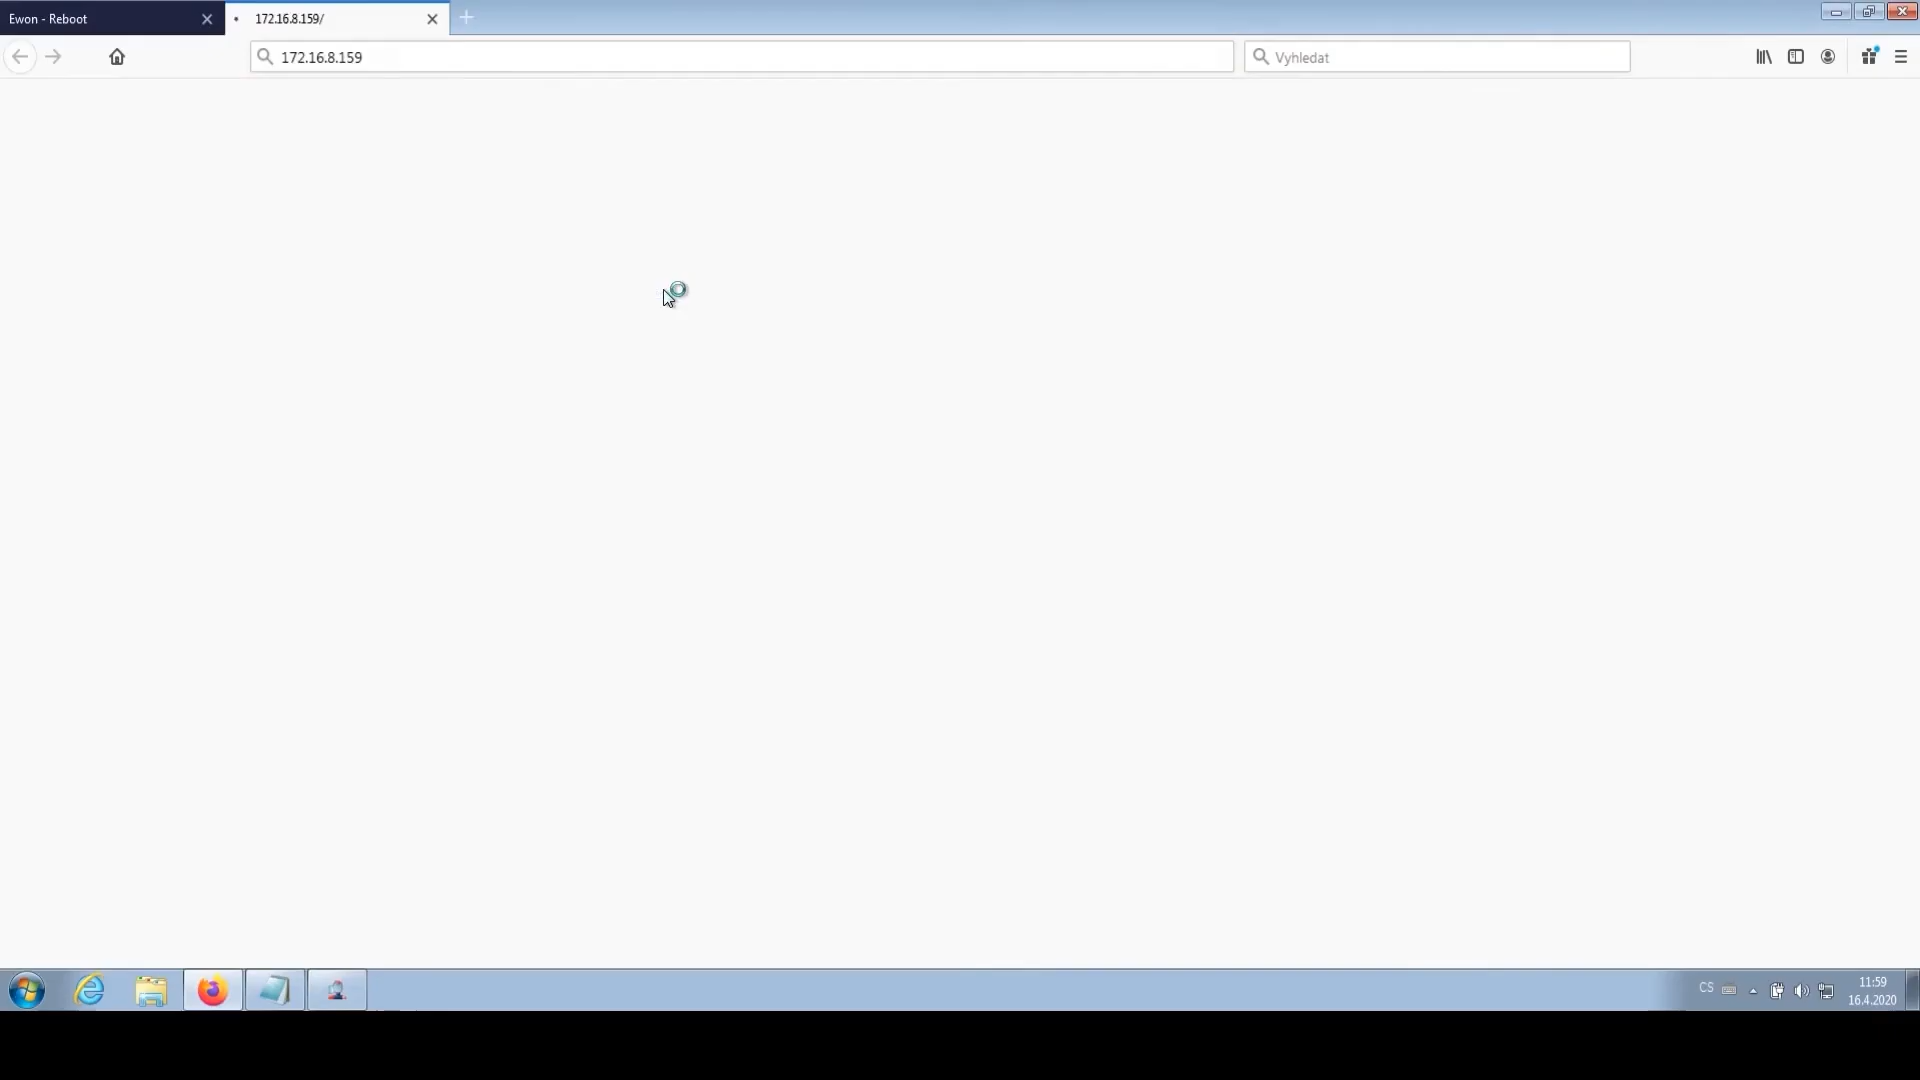 Ewon - Reboot
172.16.8.159/
172.16.8.159
Vyhledat
CS
11:59
16.4.2020